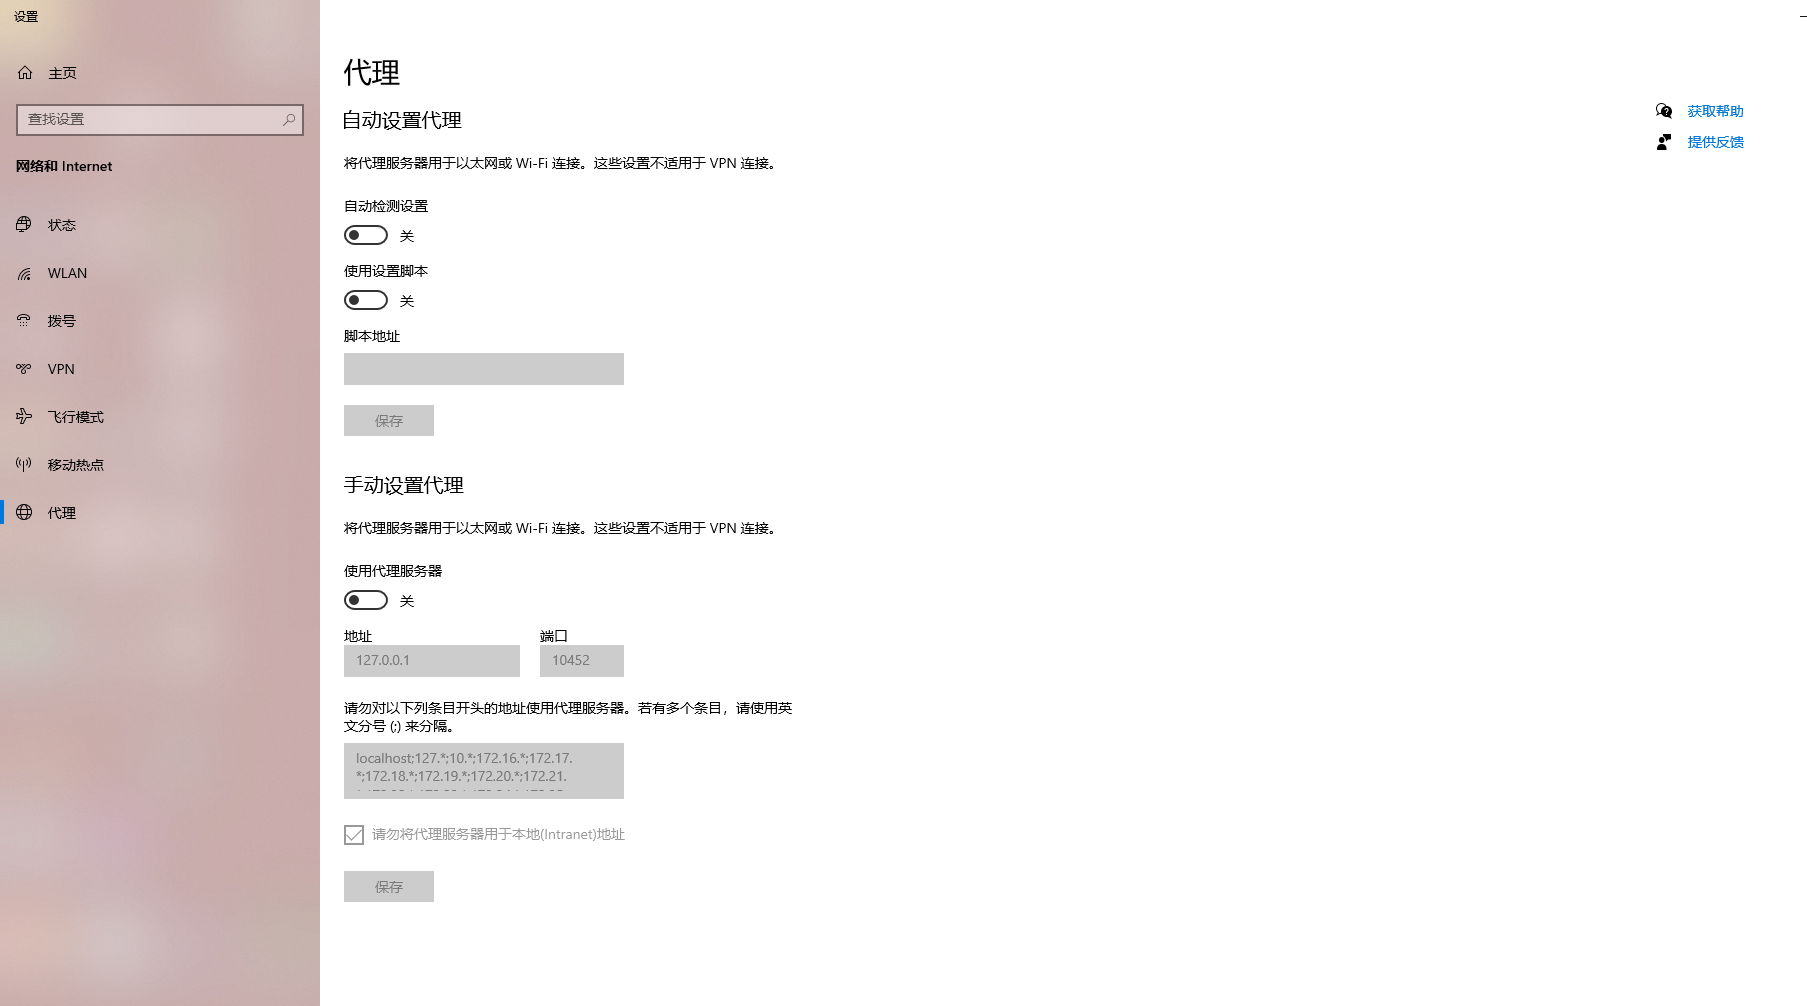 设置
主页
查找设置
网络和 Internet
状态
WLAN
拨号
VPN
飞行模式
移动热点
代理
代理
自动设置代理
将代理服务器用于以太网或 Wi-Fi 连接。这些设置不适用于 VPN 连接。
自动检测设置
关
使用设置脚本
关
脚本地址
保存
手动设置代理
将代理服务器用于以太网或 Wi-Fi 连接。这些设置不适用于 VPN 连接。
使用代理服务器
关
地址 端口
127.0.0.1 10452
请勿对以下列条目开头的地址使用代理服务器。若有多个条目，请使用英
文分号 (;) 来分隔。
localhost;127.*;10.*;172.16.*;172.17.
*;172.18.*;172.19.*;172.20.*;172.21.
请勿将代理服务器用于本地(Intranet)地址
保存
获取帮助
提供反馈